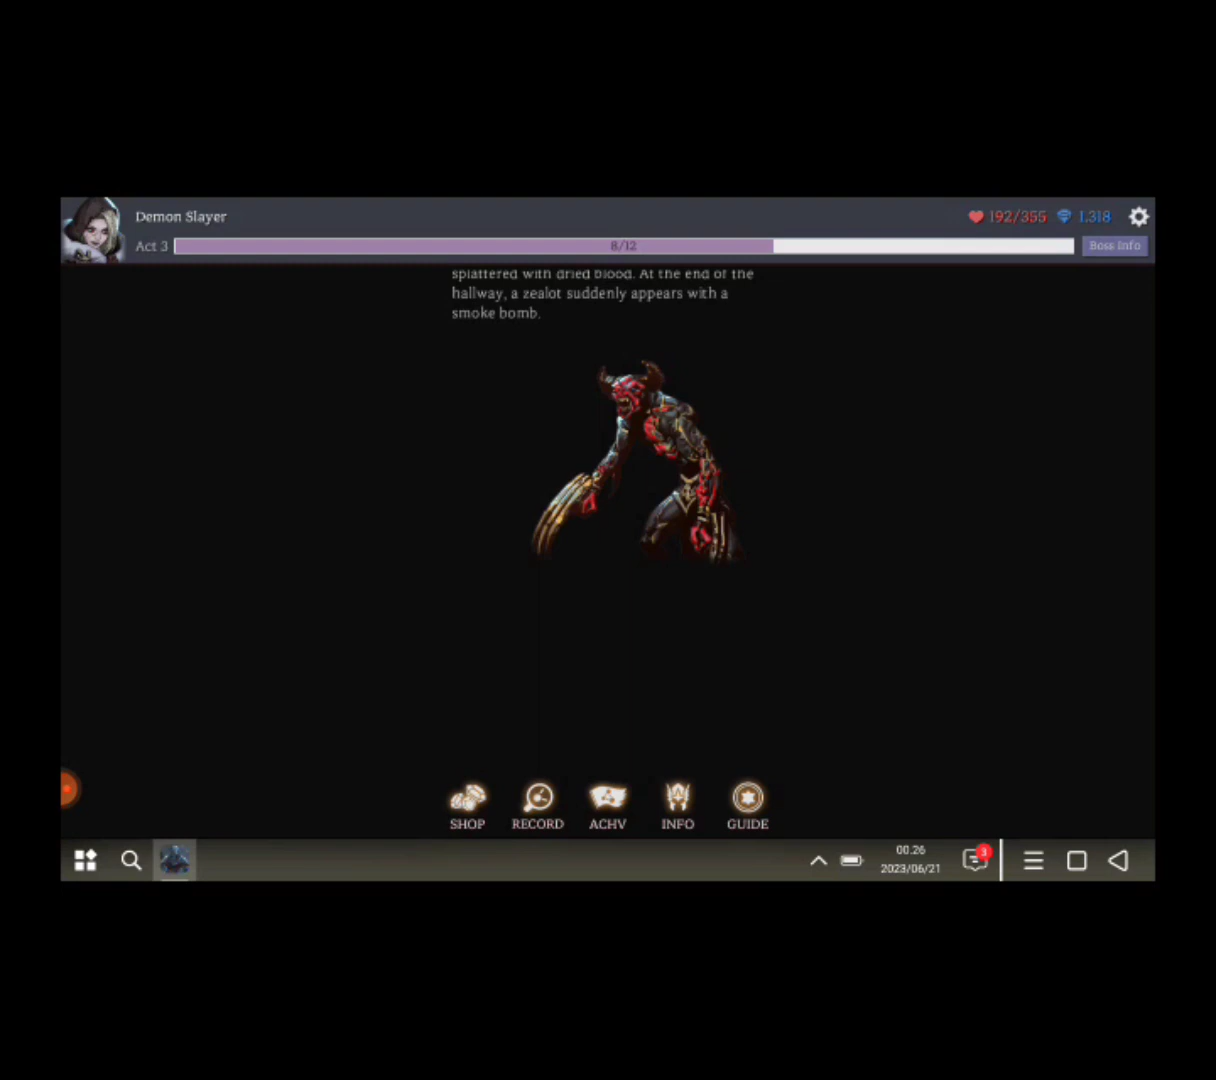 Demon Slayer
192/355
1,318
Act 3
8/12
Boss Info
splattered with dried blood. At the end of the
hallway, a zealot suddenly appears with a
smoke bomb.
SHOP
RECORD
ACHV
INFO
GUIDE
00.26
2023/06/21
3